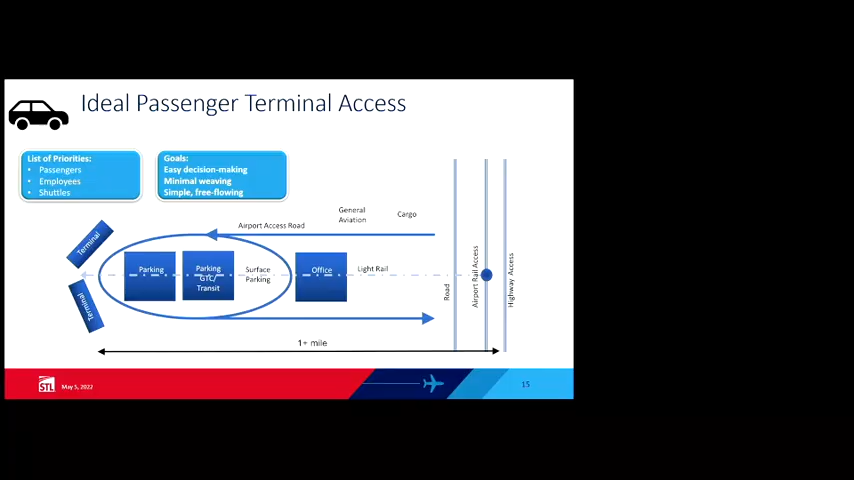 Ideal Passenger Terminal Access
List of Priorities:
• Passengers
• Employees
• Shuttles
Goals:
Easy decision-making
Minimal weaving
Simple, free-flowing
General
Aviation
Cargo
Airport Access Road
Terminal
Terminal
Parking
Parking
GTC/
Transit
Surface
Parking
Office
Light Rail
Road
Airport Rail Access
Highway Access
1+ mile
STL
May 5, 2022
15